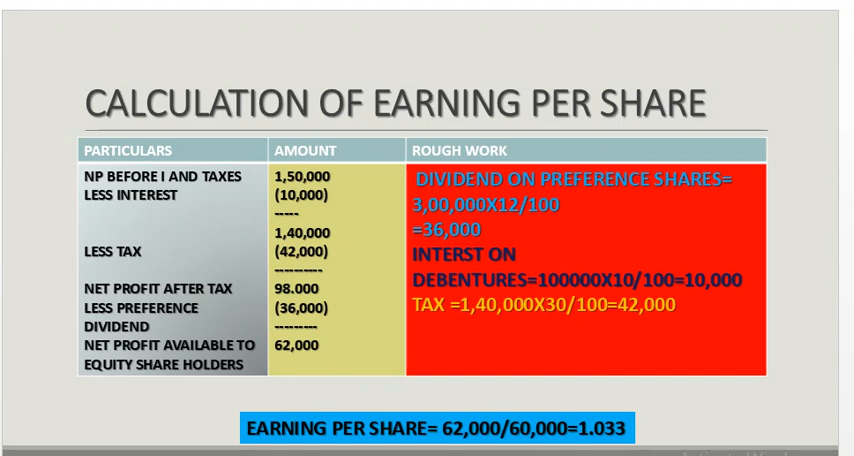 CALCULATION OF EARNING PER SHARE
PARTICULARS AMOUNT ROUGH WORK
NP BEFORE I AND TAXES 1,50,000
LESS INTEREST (10,000)
-----
1,40,000
LESS TAX (42,000)
----------
NET PROFIT AFTER TAX 98.000
LESS PREFERENCE (36,000)
DIVIDEND ---------
NET PROFIT AVAILABLE TO 62,000
EQUITY SHARE HOLDERS
DIVIDEND ON PREFERENCE SHARES=
3,00,000X12/100
=36,000
INTERST ON
DEBENTURES=100000X10/100=10,000
TAX =1,40,000X30/100=42,000
EARNING PER SHARE= 62,000/60,000=1.033